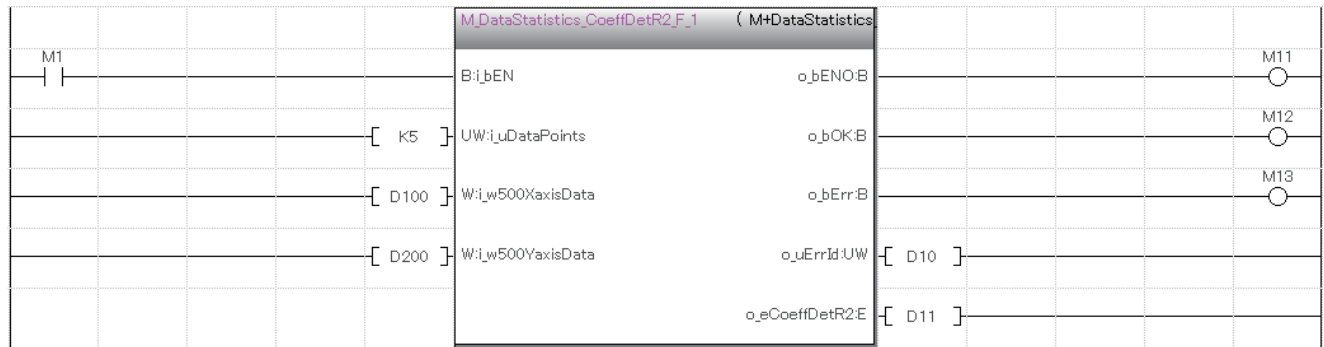 M_DataStatistics_CoeffDetR2_F_1 ( M+DataStatistics_
M1 B:i_bEN o_bENO:B M11
K5 UW:i_uDataPoints o_bOK:B M12
D100 W:i_w500XaxisData o_bErr:B M13
D200 W:i_w500YaxisData o_uErrId:UW D10
o_eCoeffDetR2:E D11